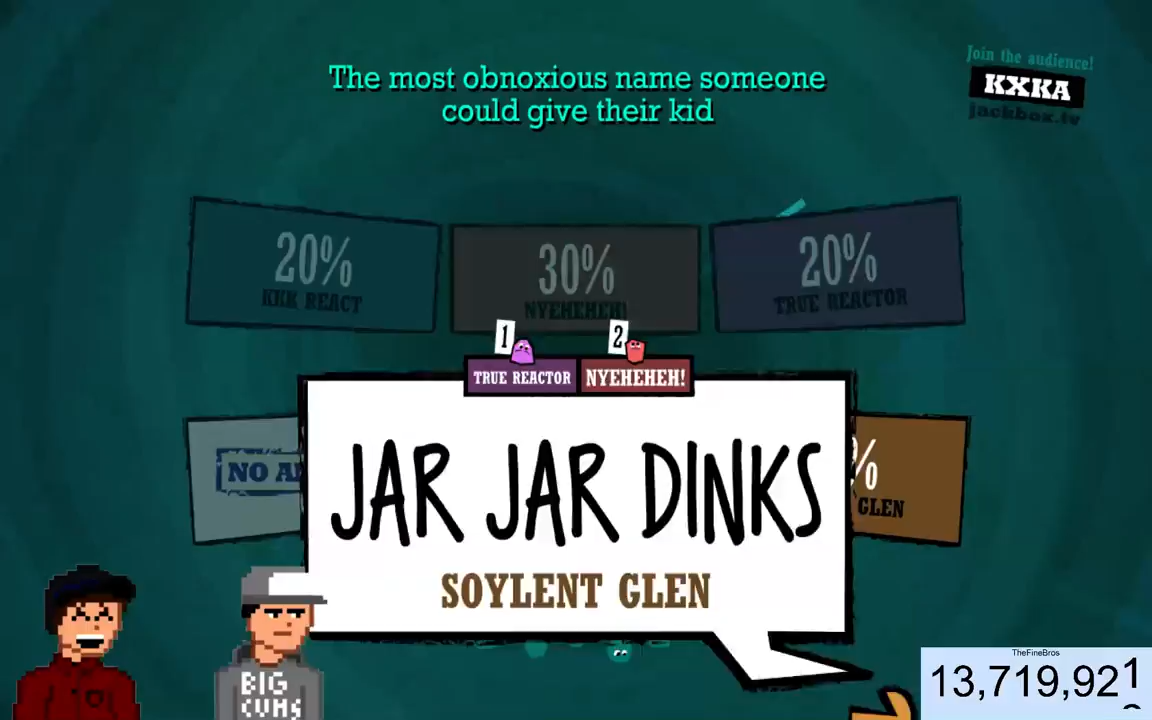 The most obnoxious name someone
could give their kid
Join the audience!
KXKA
jackbox.tv
20%
KKK REACT
30%
NYEHEHEH!
20%
TRUE REACTOR
1
2
TRUE REACTOR
NYEHEHEH!
JAR JAR DINKS
SOYLENT GLEN
NO A
%
GLEN
BIG
CUMS
TheFineBros
13,719,921